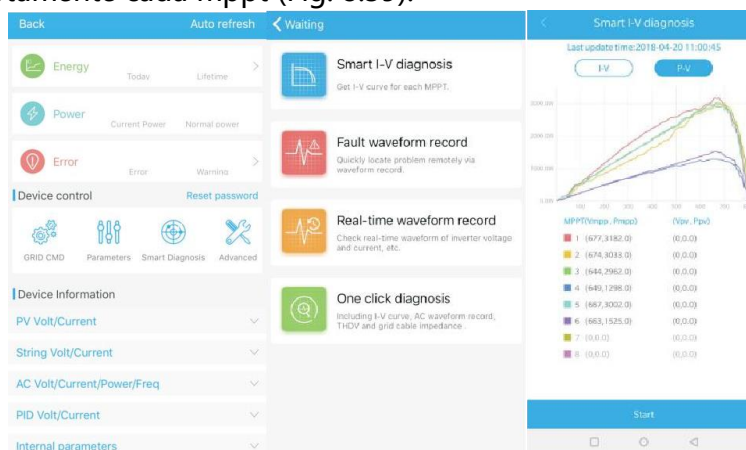 Back
Auto refresh
Energy
Today
Lifetime
Power
Current Power
Normal power
Error
Error
Warning
Device control
Reset password
GRID CMD
Parameters
Smart Diagnosis
Advanced
Device Information
PV Volt/Current
String Volt/Current
AC Volt/Current/Power/Freq
PID Volt/Current
Internal parameters
Waiting
Smart I-V diagnosis
Get I-V curve for each MPPT.
Fault waveform record
Quickly locate problem remotely via
waveform record.
Real-time waveform record
Check real-time waveform of inverter voltage
and current, etc.
One click diagnosis
Including I-V curve, AC waveform record,
THDV and grid cable impedance .
Smart I-V diagnosis
Last update time:2018-04-20 11:00:45
I-V
P-V
MPPT(Vmpp, Pmpp)
(Vpv, Ppv)
1 (677,3182.0) (0,0.0)
2 (674,3033.0) (0,0.0)
3 (644,2962.0) (0,0.0)
4 (649,1298.0) (0,0.0)
5 (667,3002.0) (0,0.0)
6 (663,1525.0) (0,0.0)
7 (0,0.0) (0,0.0)
8 (0,0.0) (0,0.0)
Start